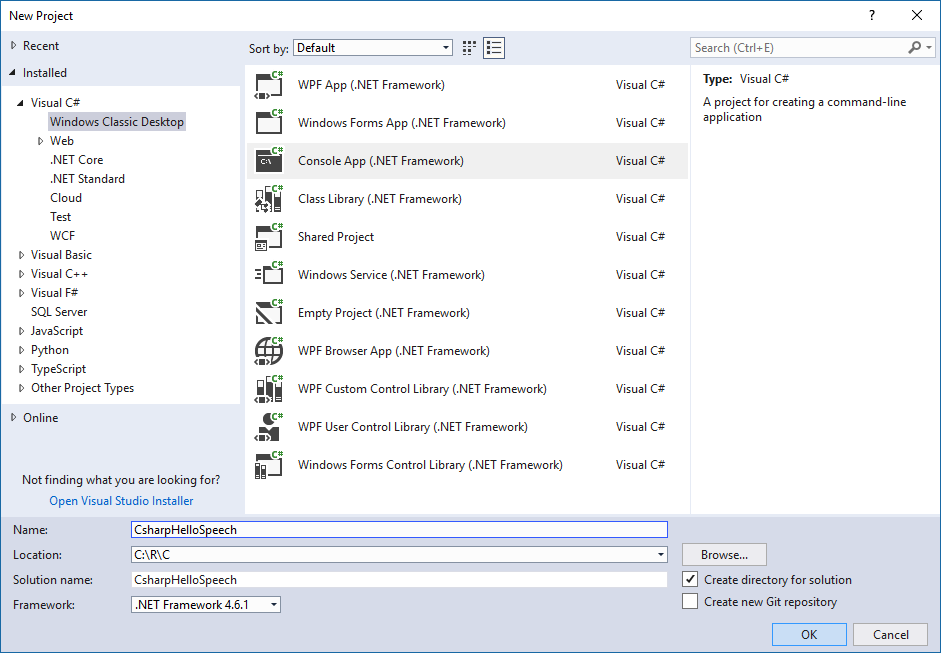 New Project
?
Recent
Installed
Visual C#
Windows Classic Desktop
Web
.NET Core
.NET Standard
Cloud
Test
WCF
Visual Basic
Visual C++
Visual F#
SQL Server
JavaScript
Python
TypeScript
Other Project Types
Online
Not finding what you are looking for?
Open Visual Studio Installer
Sort by: Default
C# WPF App (.NET Framework) Visual C#
C# Windows Forms App (.NET Framework) Visual C#
C# C:\ Console App (.NET Framework) Visual C#
C# Class Library (.NET Framework) Visual C#
C# Shared Project Visual C#
C# Windows Service (.NET Framework) Visual C#
C# Empty Project (.NET Framework) Visual C#
C# WPF Browser App (.NET Framework) Visual C#
C# WPF Custom Control Library (.NET Framework) Visual C#
C# WPF User Control Library (.NET Framework) Visual C#
C# Windows Forms Control Library (.NET Framework) Visual C#
Search (Ctrl+E)
Type: Visual C#
A project for creating a command-line
application
Name: CsharpHelloSpeech
Location: C:\R\C
Browse...
Solution name: CsharpHelloSpeech
Create directory for solution
Framework: .NET Framework 4.6.1
Create new Git repository
OK
Cancel